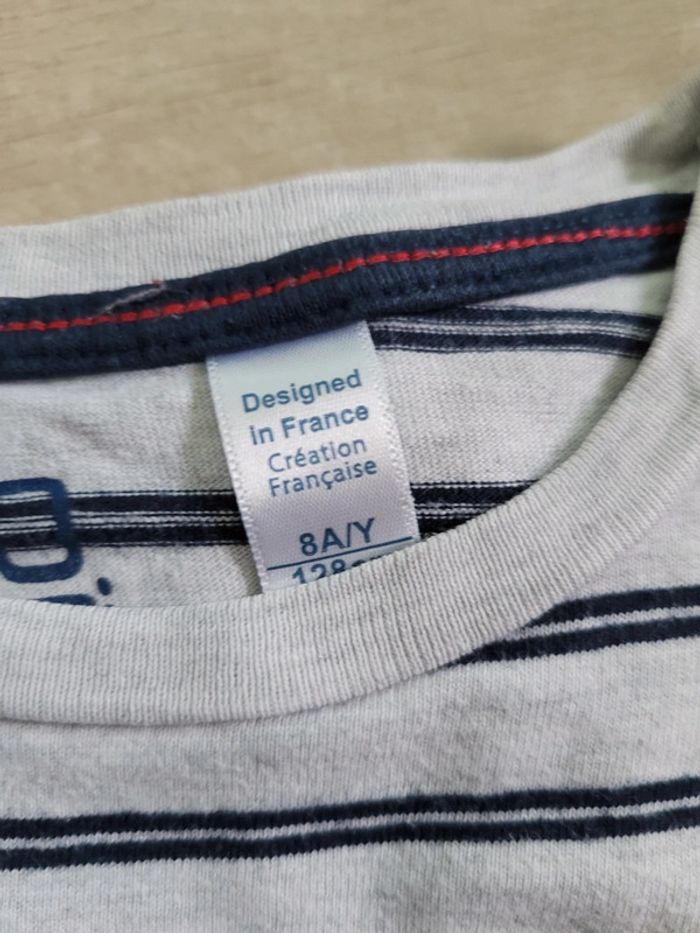 Designed
in France
Création
Française
8A/Y